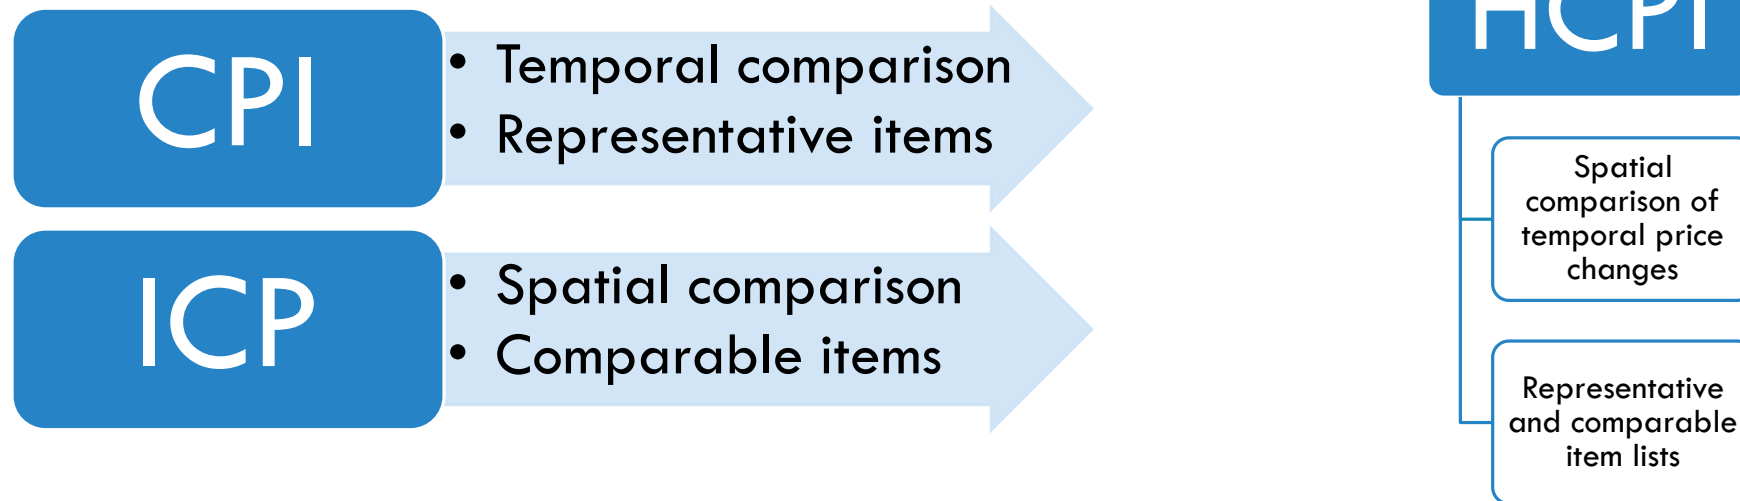 CPI
• Temporal comparison
• Representative items
ICP
• Spatial comparison
• Comparable items
HCPI
Spatial
comparison of
temporal price
changes
Representative
and comparable
item lists